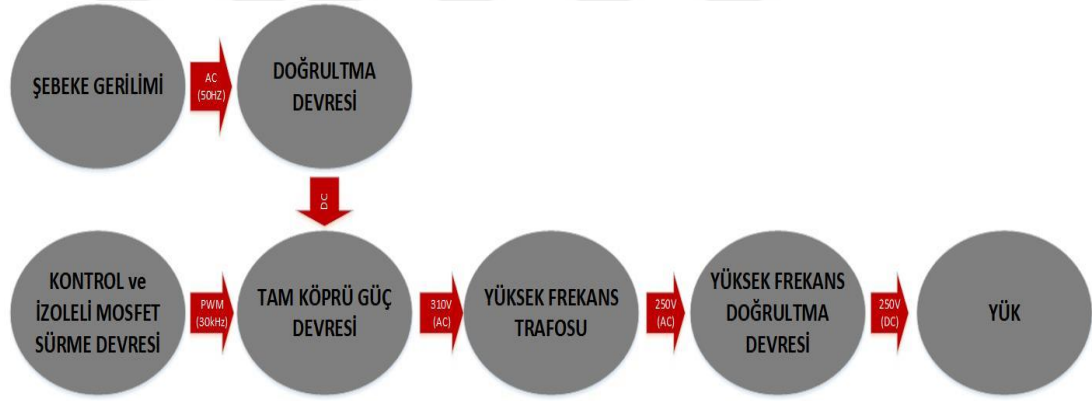 ŞEBEKE GERİLİMİ
AC
(50HZ)
DOĞRULTMA
DEVRESİ
DC
KONTROL ve
İZOLELİ MOSFET
SÜRME DEVRESİ
PWM
(30kHz)
TAM KÖPRÜ GÜÇ
DEVRESİ
310V
(AC)
YÜKSEK FREKANS
TRAFOSU
250V
(AC)
YÜKSEK FREKANS
DOĞRULTMA
DEVRESİ
250V
(DC)
YÜK